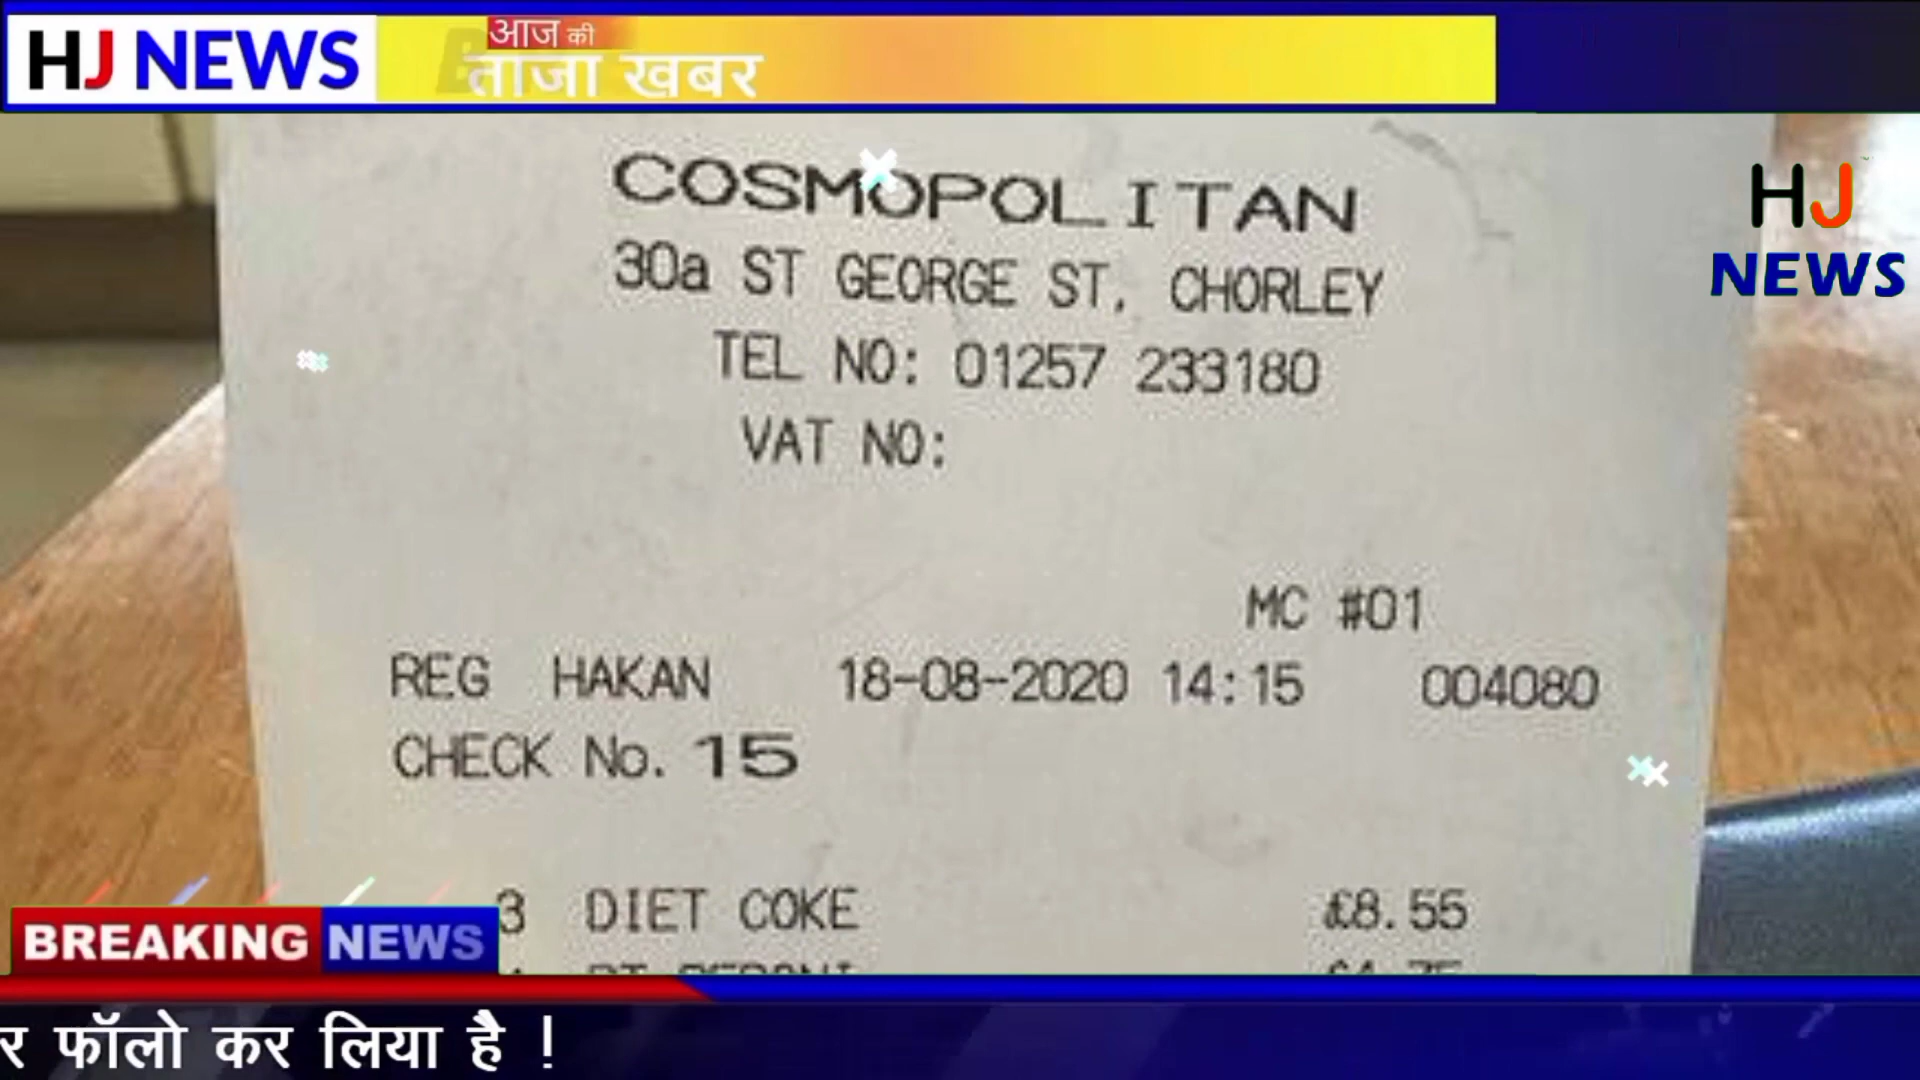 HJ NEWS
आज की
ताजा खबर
COSMOPOLITAN
30a ST GEORGE ST, CHORLEY
TEL NO: 01257 233180
VAT NO:
HJ
NEWS
MC #01
REG HAKAN 18-08-2020 14:15 004080
CHECK No. 15
3 DIET COKE £8.55
BREAKING NEWS
र फॉलो कर लिया है !